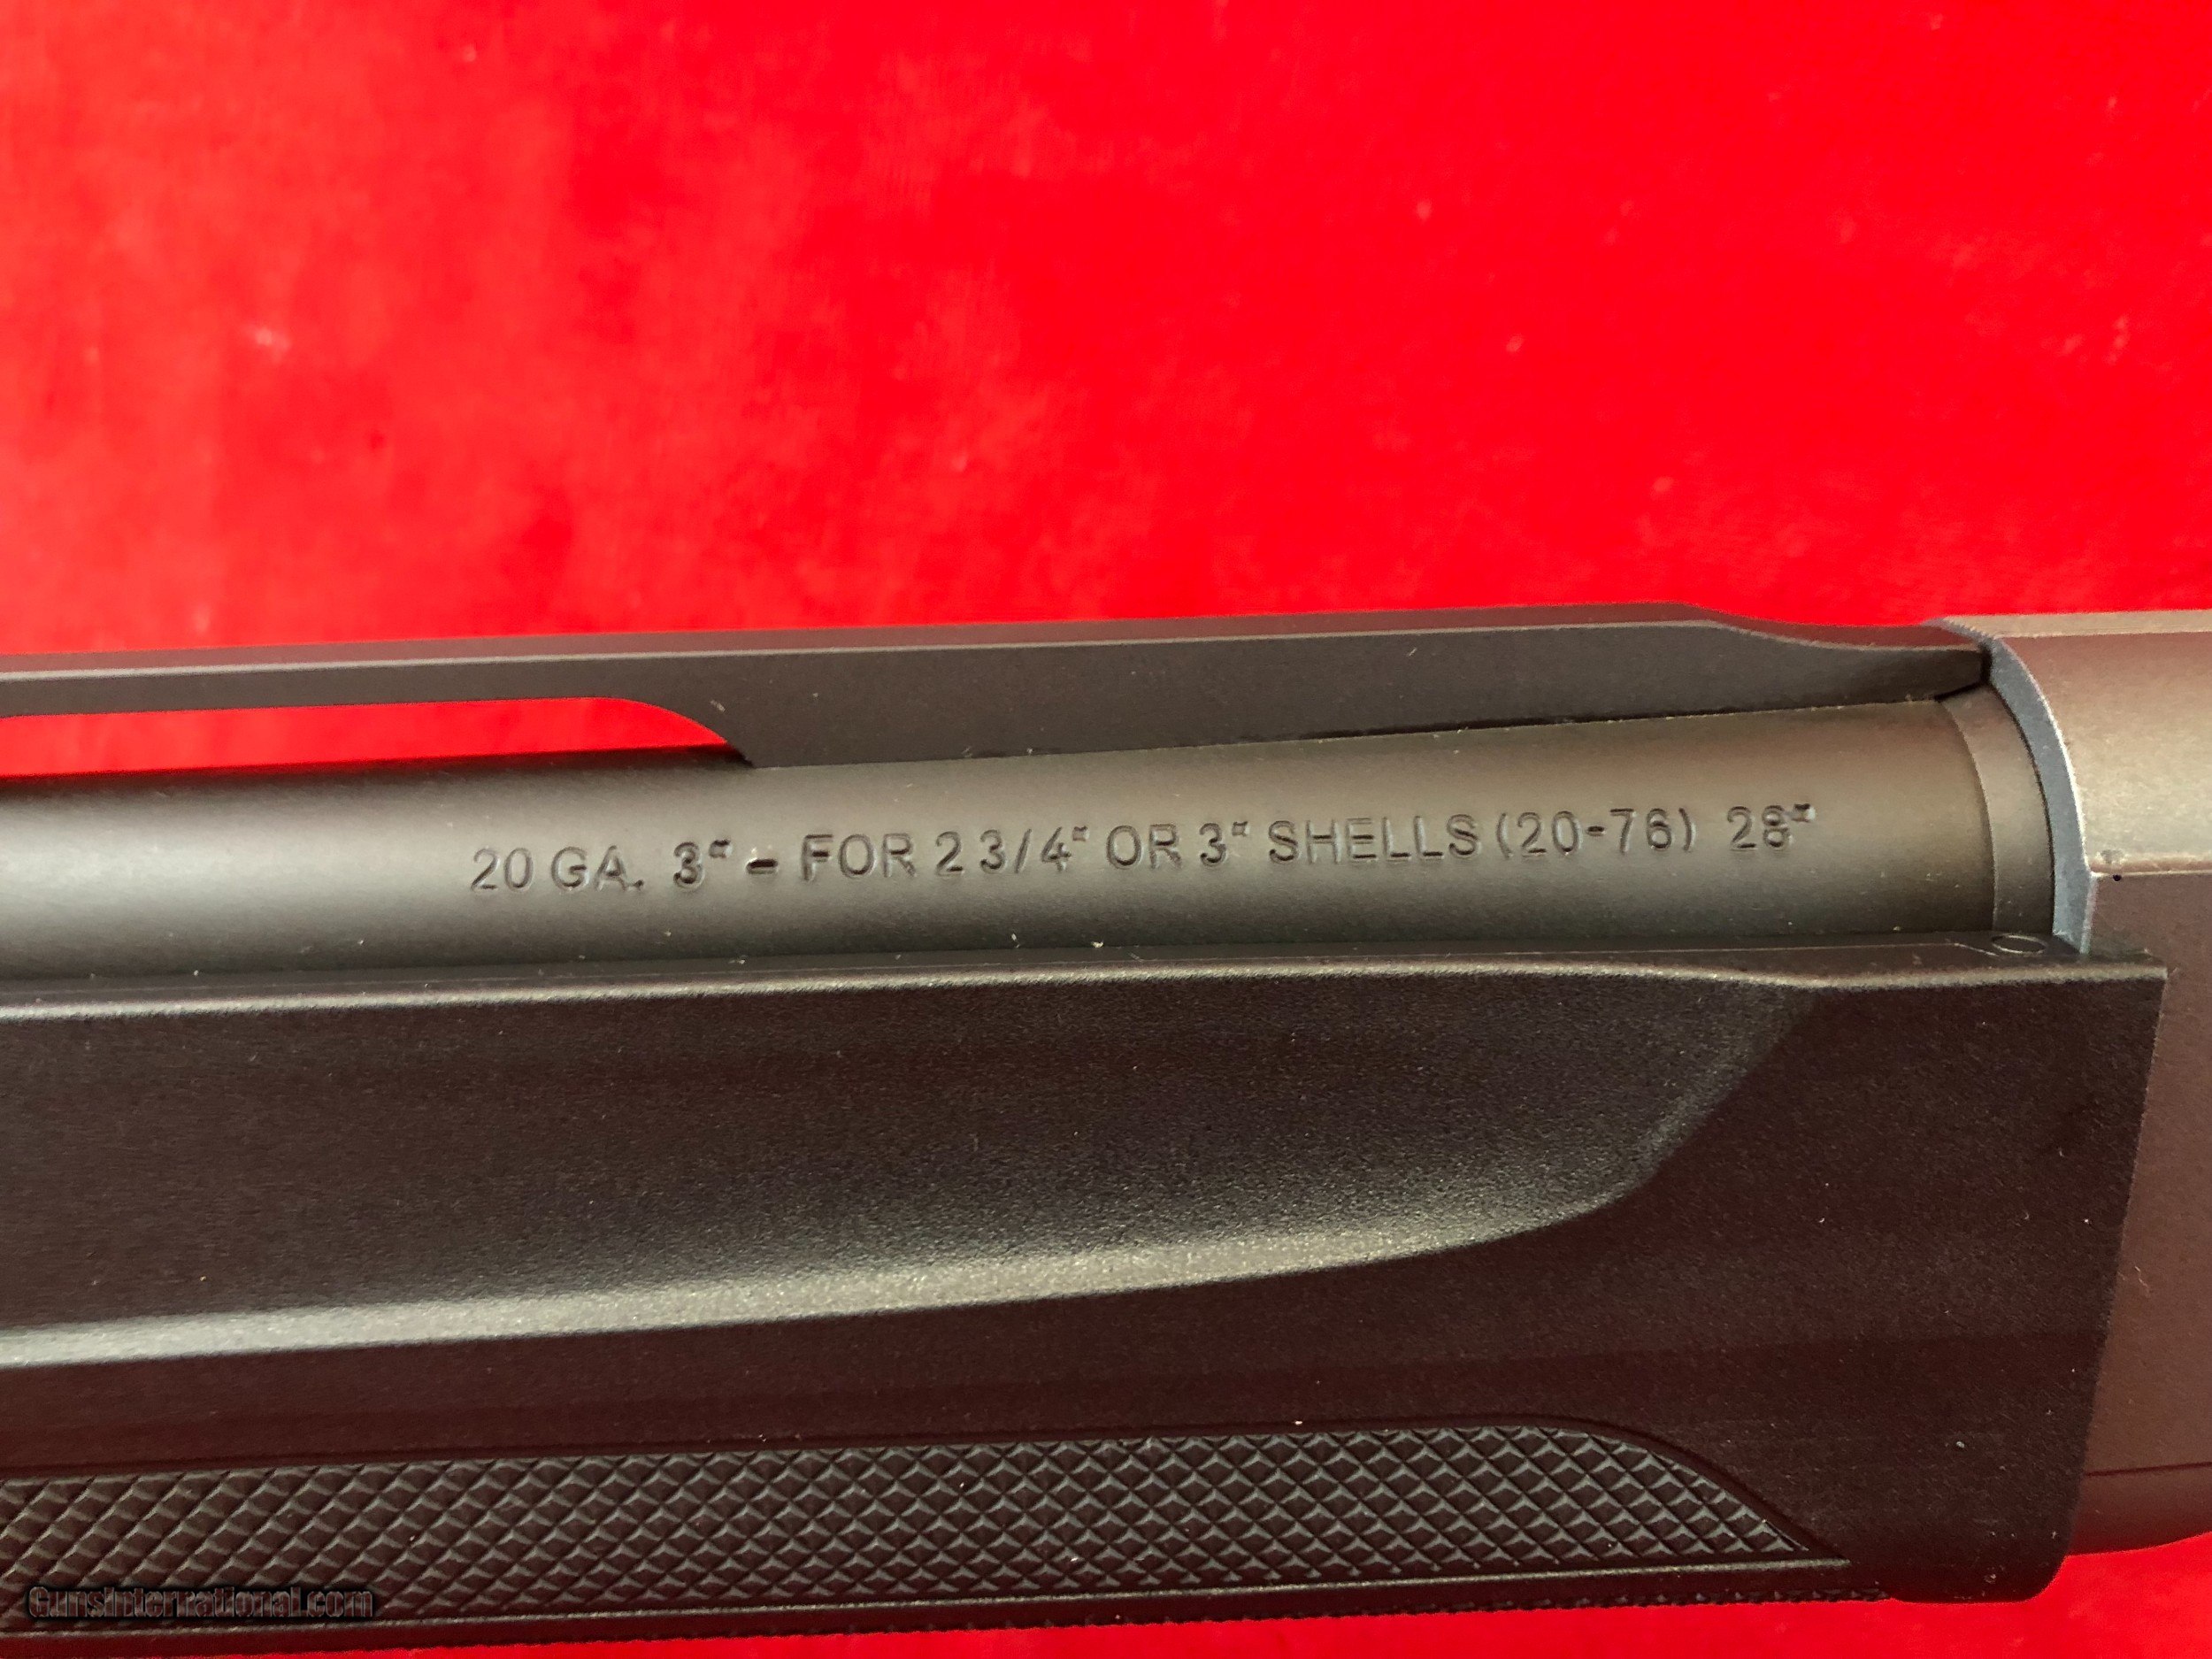 20 GA. 3" - FOR 2 3/4" OR 3" SHELLS (20-76) 28"
GunsInternational.com